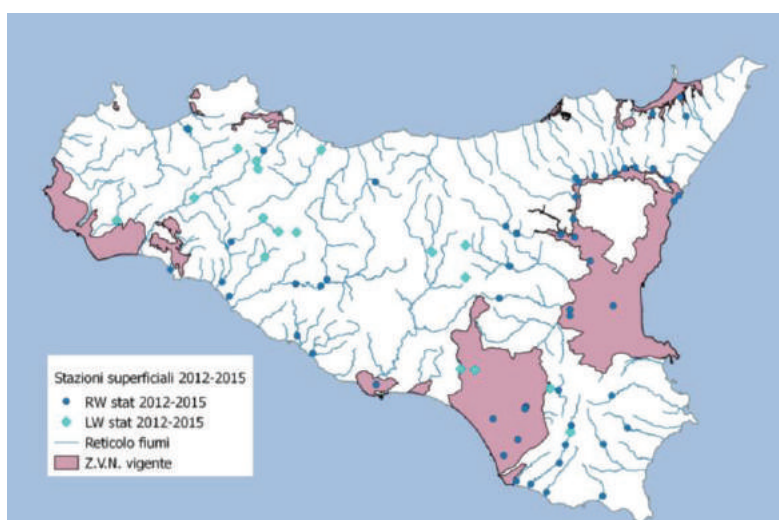 Stazioni superficiali 2012-2015
RW stat 2012-2015
LW stat 2012-2015
Reticolo fiumi
Z.V.N. vigente